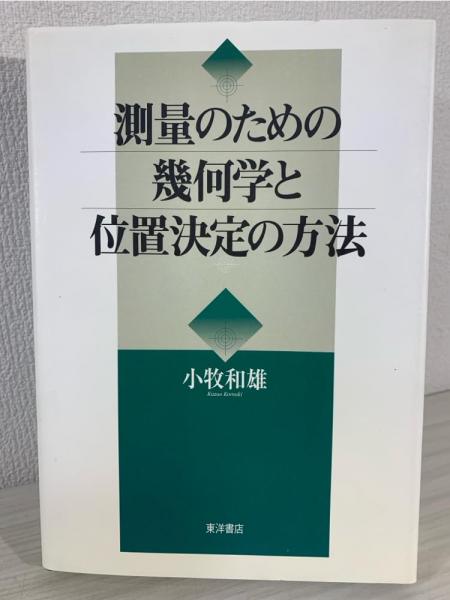 測量のための
幾何学と
位置決定の方法
小牧和雄
Kazuo Komaki
東洋書店